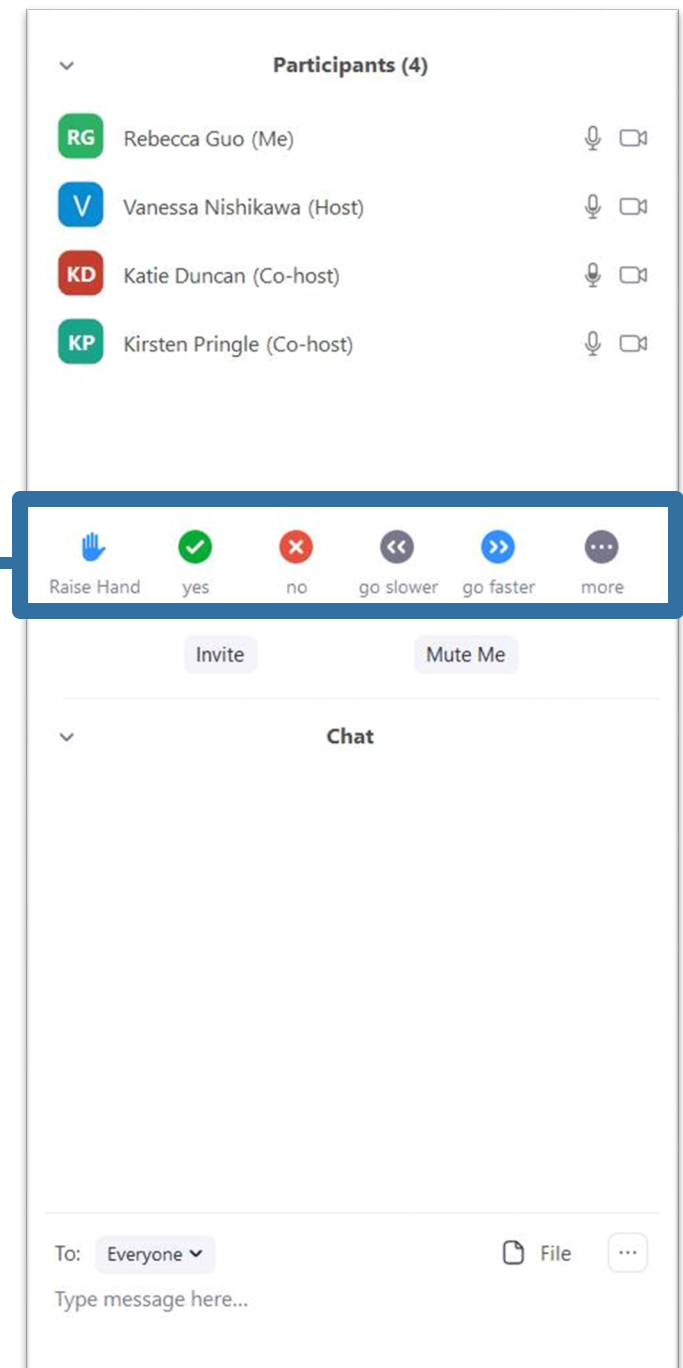 Participants (4)
RG Rebecca Guo (Me)
V Vanessa Nishikawa (Host)
KD Katie Duncan (Co-host)
KP Kirsten Pringle (Co-host)
Raise Hand yes no go slower go faster more
Invite Mute Me
Chat
To: Everyone File
Type message here...